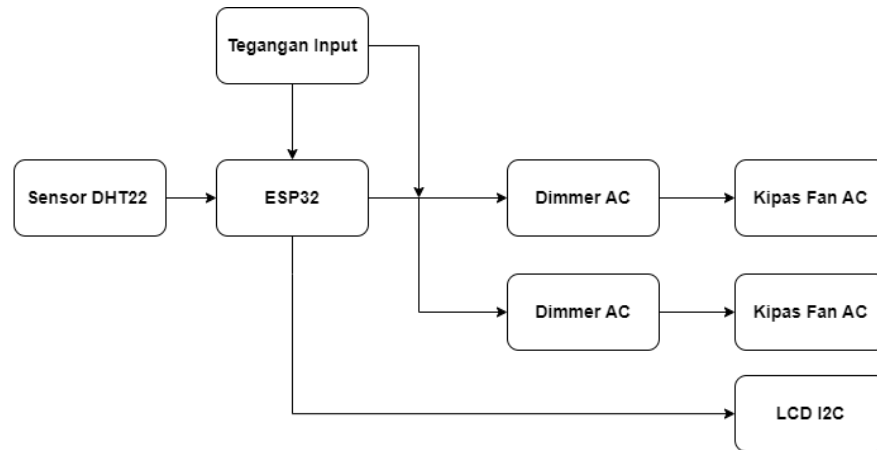 Tegangan Input
Sensor DHT22
ESP32
Dimmer AC
Kipas Fan AC
Dimmer AC
Kipas Fan AC
LCD I2C